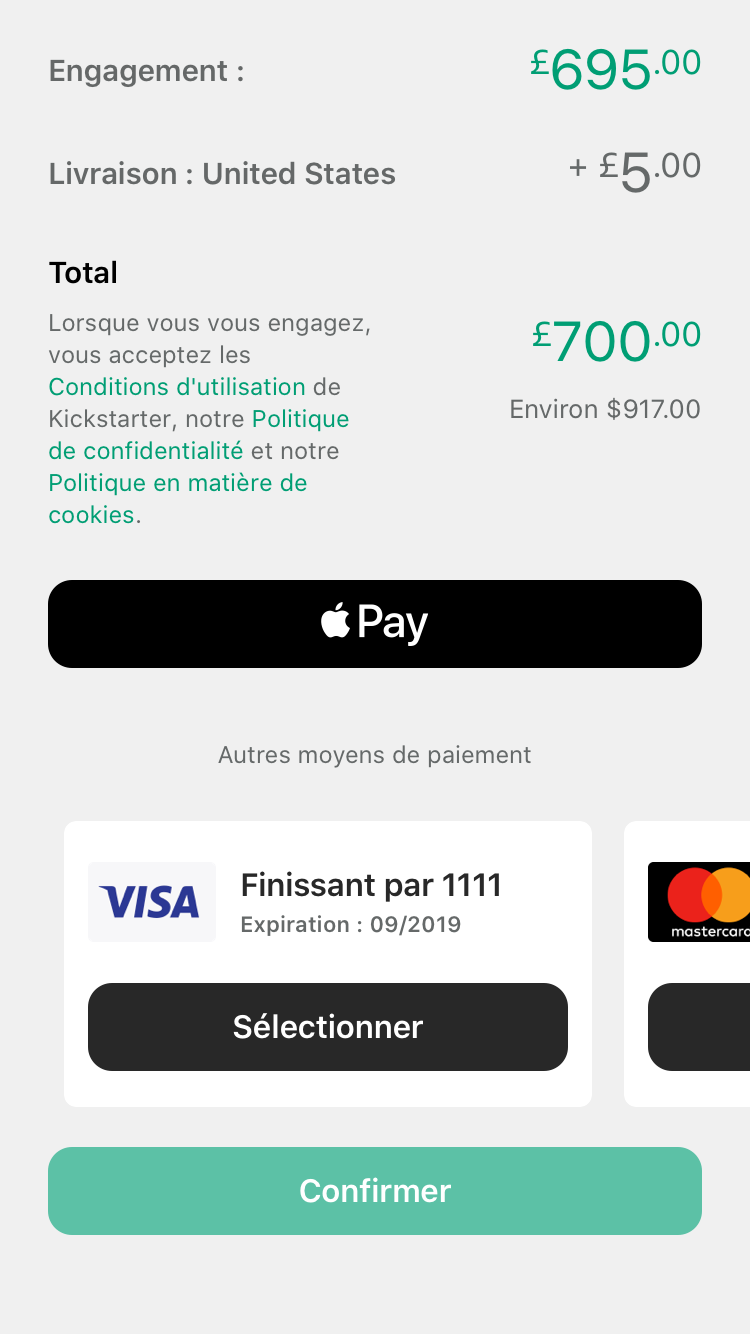 Engagement : £695.00
Livraison : United States + £5.00
Total
Lorsque vous vous engagez,
vous acceptez les
Conditions d'utilisation de
Kickstarter, notre Politique
de confidentialité et notre
Politique en matière de
cookies.
£700.00
Environ $917.00
Pay
Autres moyens de paiement
VISA
Finissant par 1111
Expiration : 09/2019
Sélectionner
mastercard
Confirmer